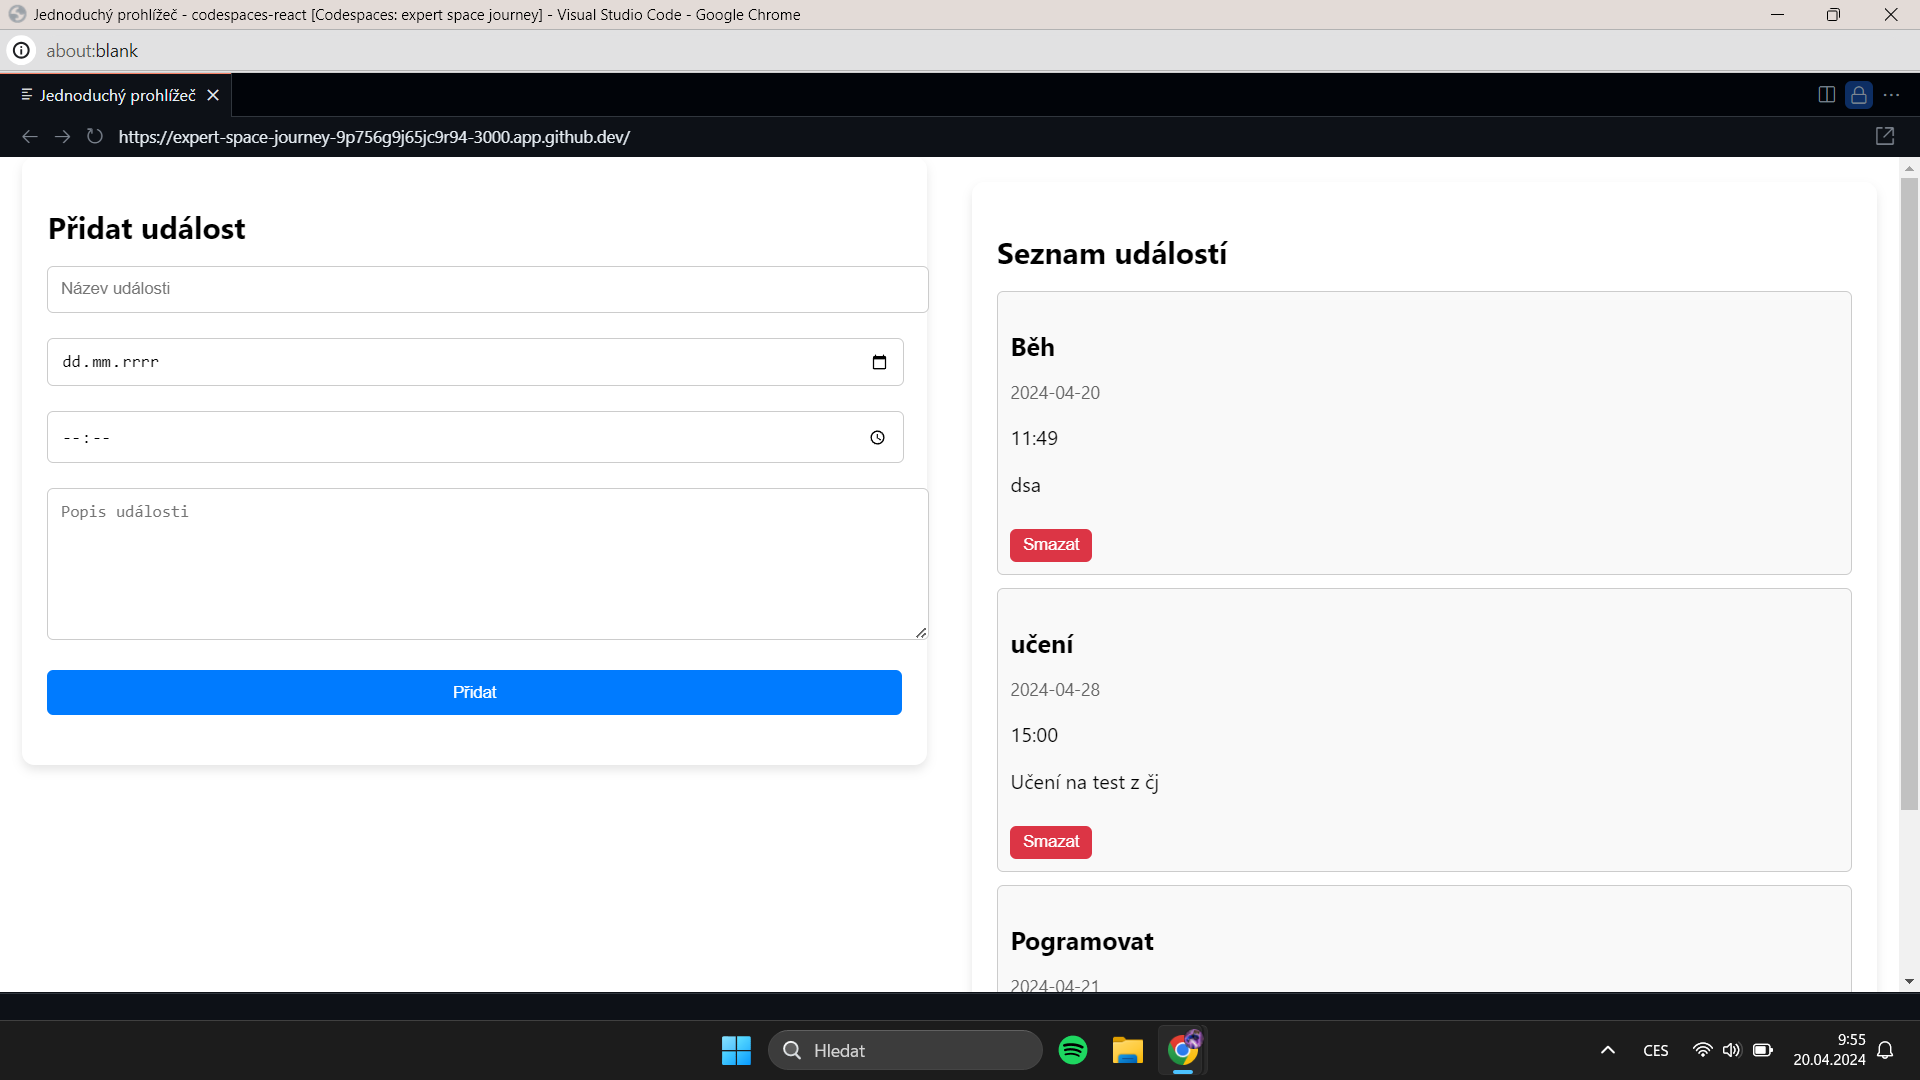 Jednoduchý prohlížeč - codespaces-react [Codespaces: expert space journey] - Visual Studio Code - Google Chrome
about:blank
Jednoduchý prohlížeč
https://expert-space-journey-9p756g9j65jc9r94-3000.app.github.dev/
Přidat událost
Název události
dd.mm.rrrr
--:--
Popis události
Přidat
Seznam událostí
Běh
2024-04-20
11:49
dsa
Smazat
učení
2024-04-28
15:00
Učení na test z čj
Smazat
Pogramovat
2024-04-21
Hledat
CES
9:55
20.04.2024